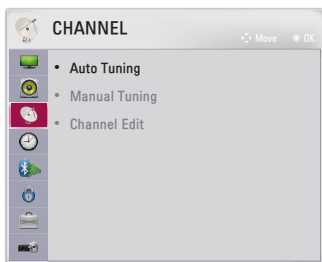 CHANNEL
Move OK
• Auto Tuning
• Manual Tuning
• Channel Edit